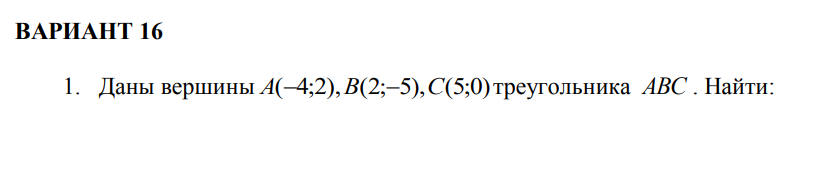 ВАРИАНТ 16
1. Даны вершины A(−4;2), B(2;−5), C(5;0) треугольника ABC . Найти: